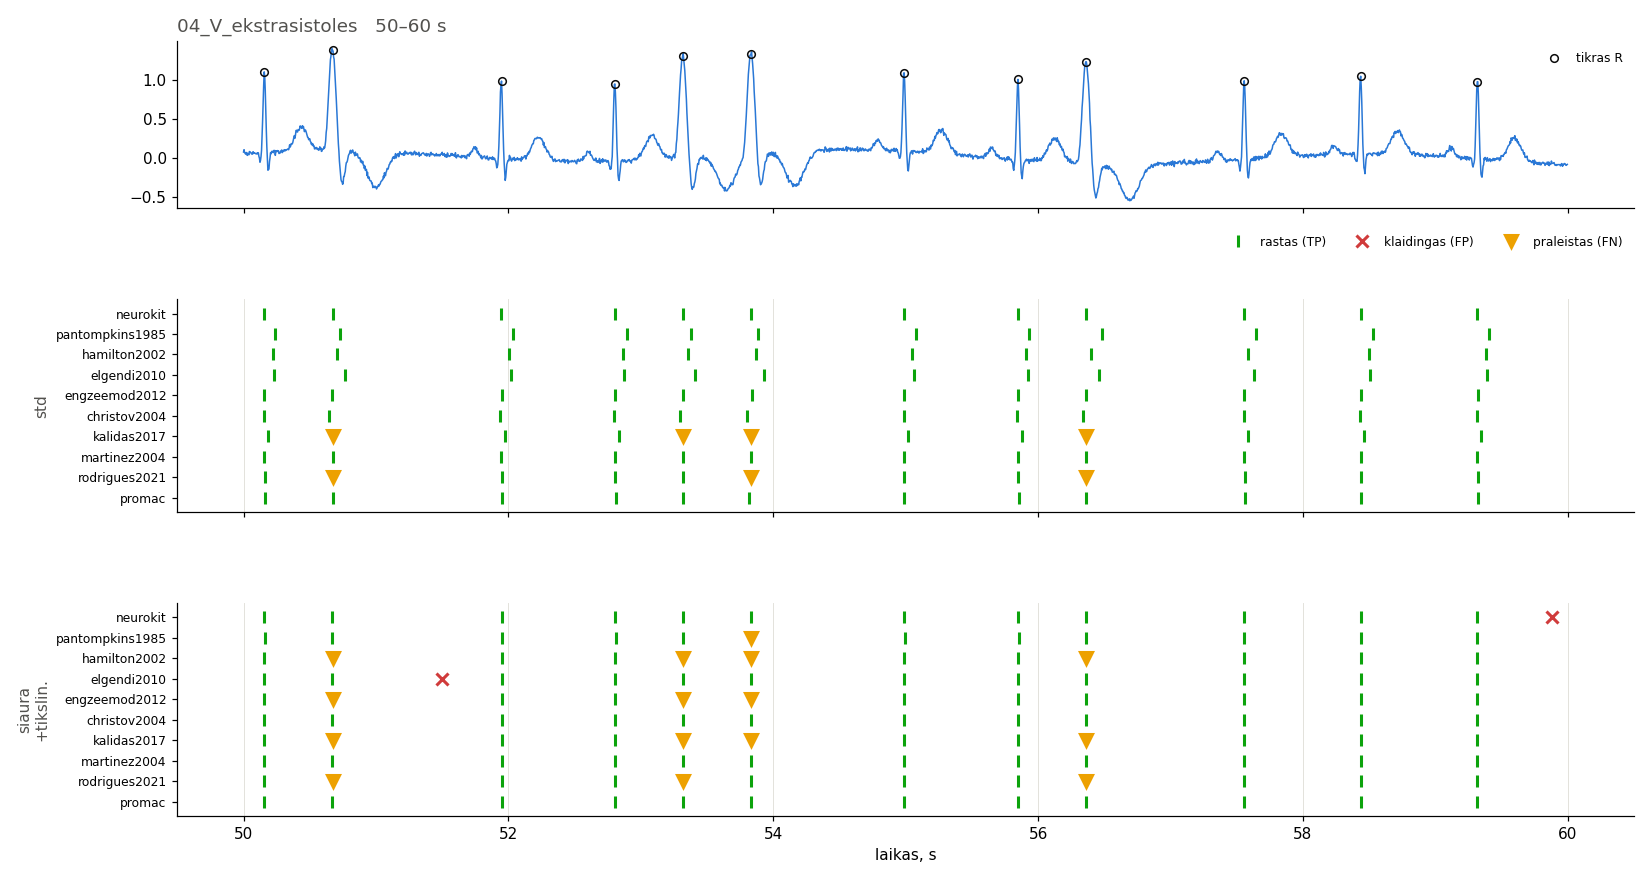 04_V_ekstrasistoles   50–60 s
tikras R
1.0
0.5
0.0
−0.5
rastas (TP)   klaidingas (FP)   praleistas (FN)
std
neurokit
pantompkins1985
hamilton2002
elgendi2010
engzeemod2012
christov2004
kalidas2017
martinez2004
rodrigues2021
promac
siaura
+tikslin.
neurokit
pantompkins1985
hamilton2002
elgendi2010
engzeemod2012
christov2004
kalidas2017
martinez2004
rodrigues2021
promac
50   52   54   56   58   60
laikas, s